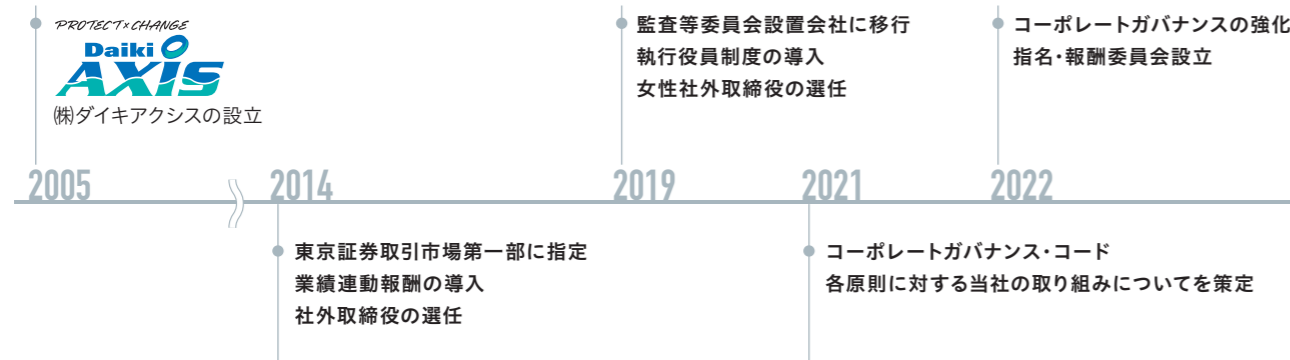 PROTECT×CHANGE
Daiki
AXIS
㈱ダイキアクシスの設立
監査等委員会設置会社に移行
執行役員制度の導入
女性社外取締役の選任
コーポレートガバナンスの強化
指名・報酬委員会設立
2005
2014
2019
2021
2022
東京証券取引市場第一部に指定
業績連動報酬の導入
社外取締役の選任
コーポレートガバナンス・コード
各原則に対する当社の取り組みについてを策定